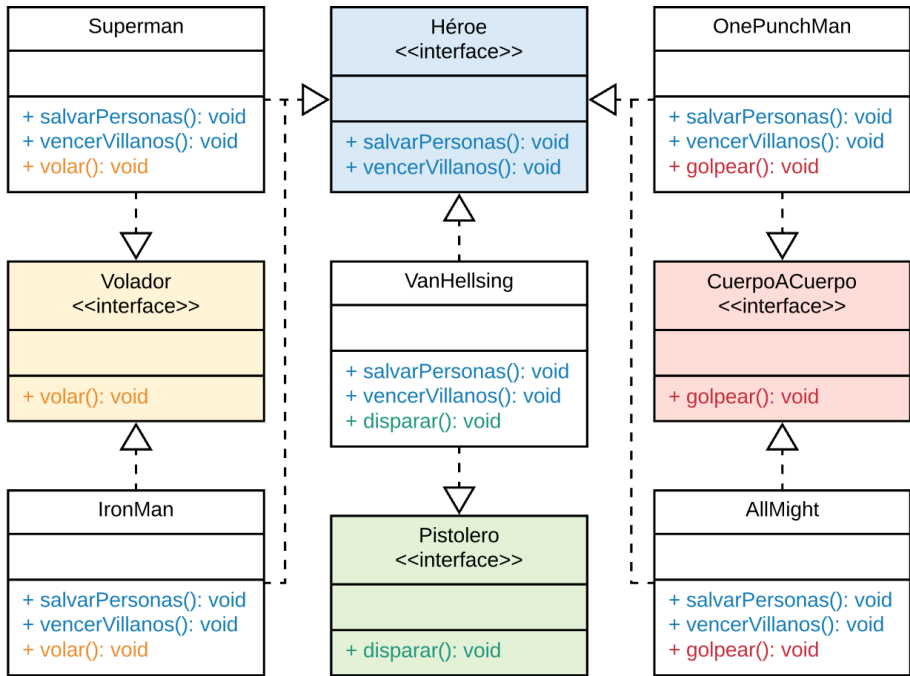 Superman
+ salvarPersonas(): void
+ vencerVillanos(): void
+ volar(): void
Héroe
<<interface>>
+ salvarPersonas(): void
+ vencerVillanos(): void
OnePunchMan
+ salvarPersonas(): void
+ vencerVillanos(): void
+ golpear(): void
Volador
<<interface>>
+ volar(): void
VanHellsing
+ salvarPersonas(): void
+ vencerVillanos(): void
+ disparar(): void
CuerpoACuerpo
<<interface>>
+ golpear(): void
IronMan
+ salvarPersonas(): void
+ vencerVillanos(): void
+ volar(): void
Pistolero
<<interface>>
+ disparar(): void
AllMight
+ salvarPersonas(): void
+ vencerVillanos(): void
+ golpear(): void